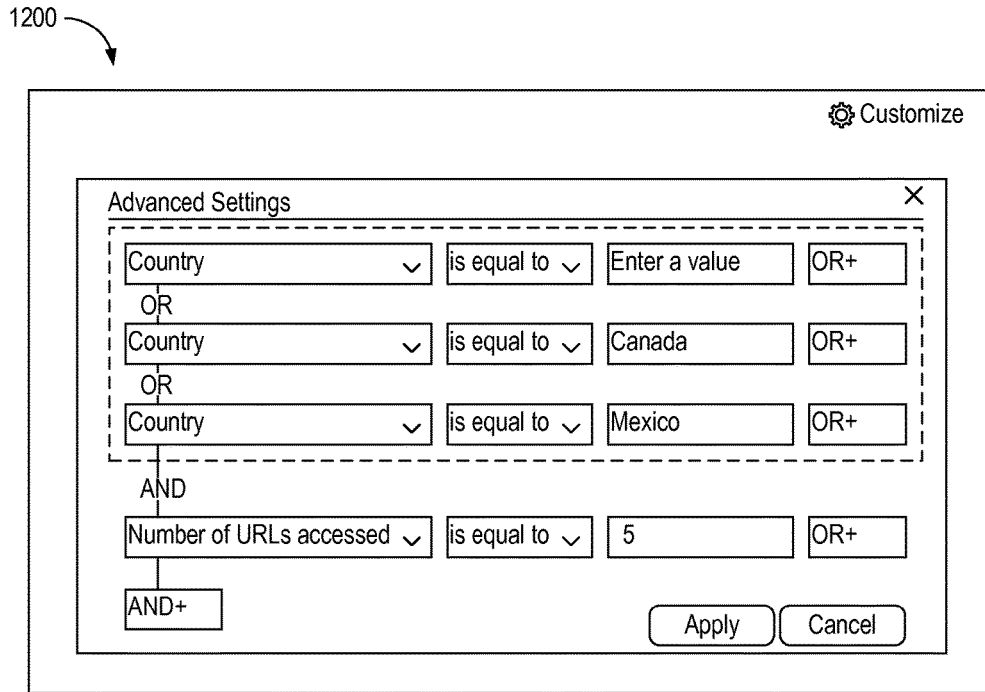 1200
Customize
Advanced Settings
Country is equal to Enter a value OR+
OR
Country is equal to Canada OR+
OR
Country is equal to Mexico OR+
AND
Number of URLs accessed is equal to 5 OR+
AND+
Apply Cancel